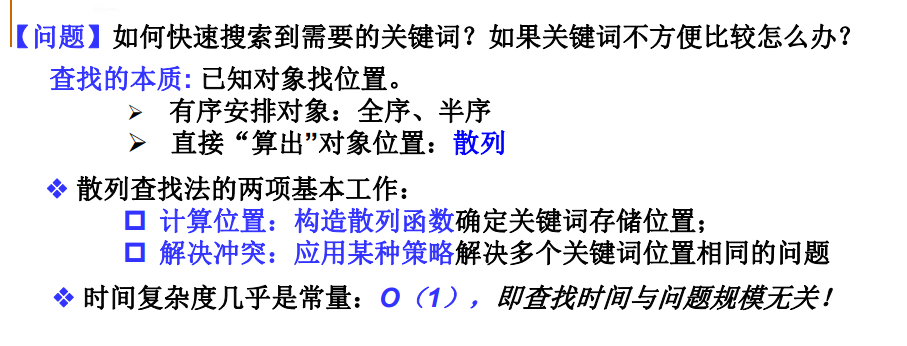 【问题】如何快速搜索到需要的关键词？如果关键词不方便比较怎么办？
查找的本质: 已知对象找位置。
➢ 有序安排对象：全序、半序
➢ 直接“算出”对象位置：散列
❖ 散列查找法的两项基本工作：
❑ 计算位置：构造散列函数确定关键词存储位置；
❑ 解决冲突：应用某种策略解决多个关键词位置相同的问题
❖ 时间复杂度几乎是常量：O（1），即查找时间与问题规模无关！